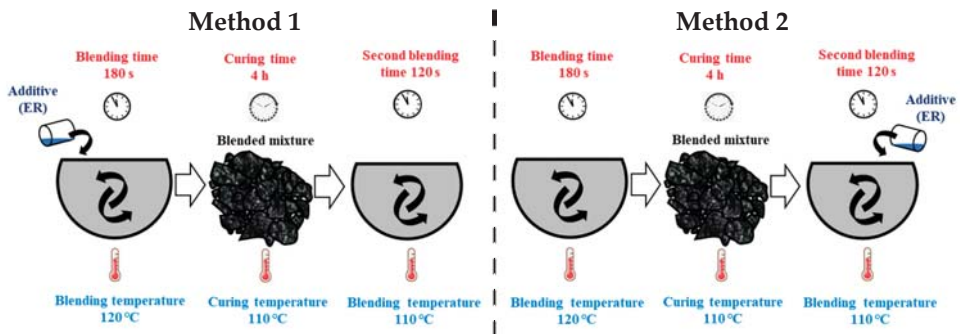 Method 1
Blending time
180 s
Curing time
4 h
Second blending
time 120 s
Additive
(ER)
Blended mixture
Blending temperature
120°C
Curing temperature
110°C
Blending temperature
110°C
Method 2
Blending time
180 s
Curing time
4 h
Second blending
time 120 s
Additive
(ER)
Blended mixture
Blending temperature
120°C
Curing temperature
110°C
Blending temperature
110°C